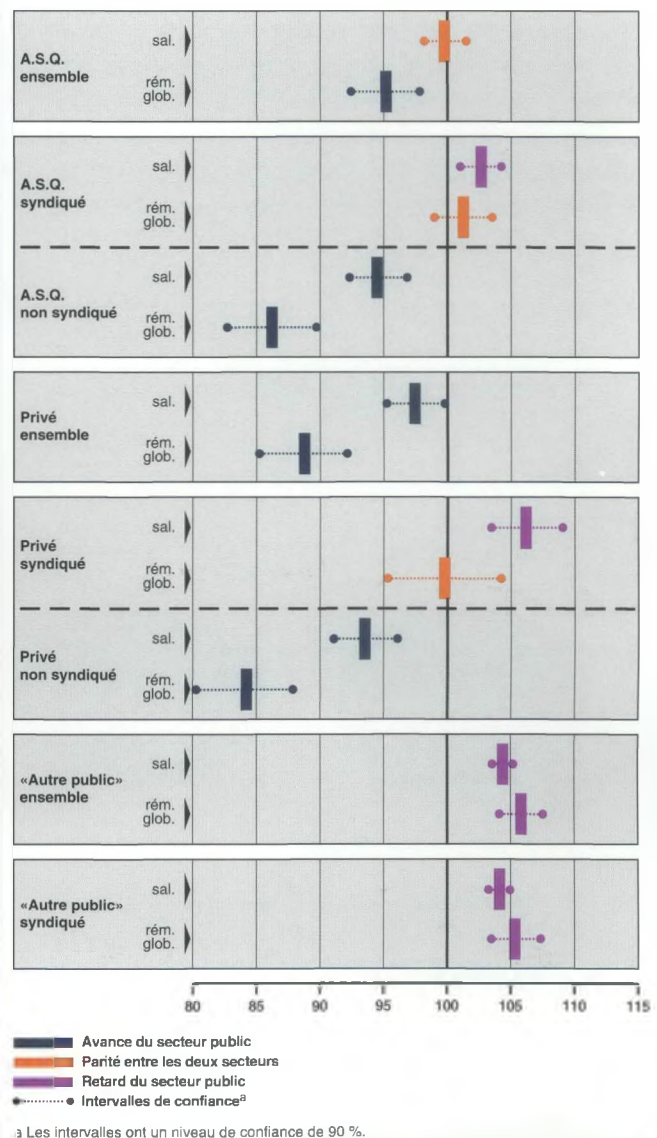 A.S.Q.
ensemble
sal.
rém.
glob.
A.S.Q.
syndiqué
sal.
rém.
glob.
A.S.Q.
non syndiqué
sal.
rém.
glob.
Privé
ensemble
sal.
rém.
glob.
Privé
syndiqué
sal.
rém.
glob.
Privé
non syndiqué
sal.
rém.
glob.
«Autre public»
ensemble
sal.
rém.
glob.
«Autre public»
syndiqué
sal.
rém.
glob.
80 85 90 95 100 105 110 115
Avance du secteur public
Parité entre les deux secteurs
Retard du secteur public
Intervalles de confianceª
a Les intervalles ont un niveau de confiance de 90 %.